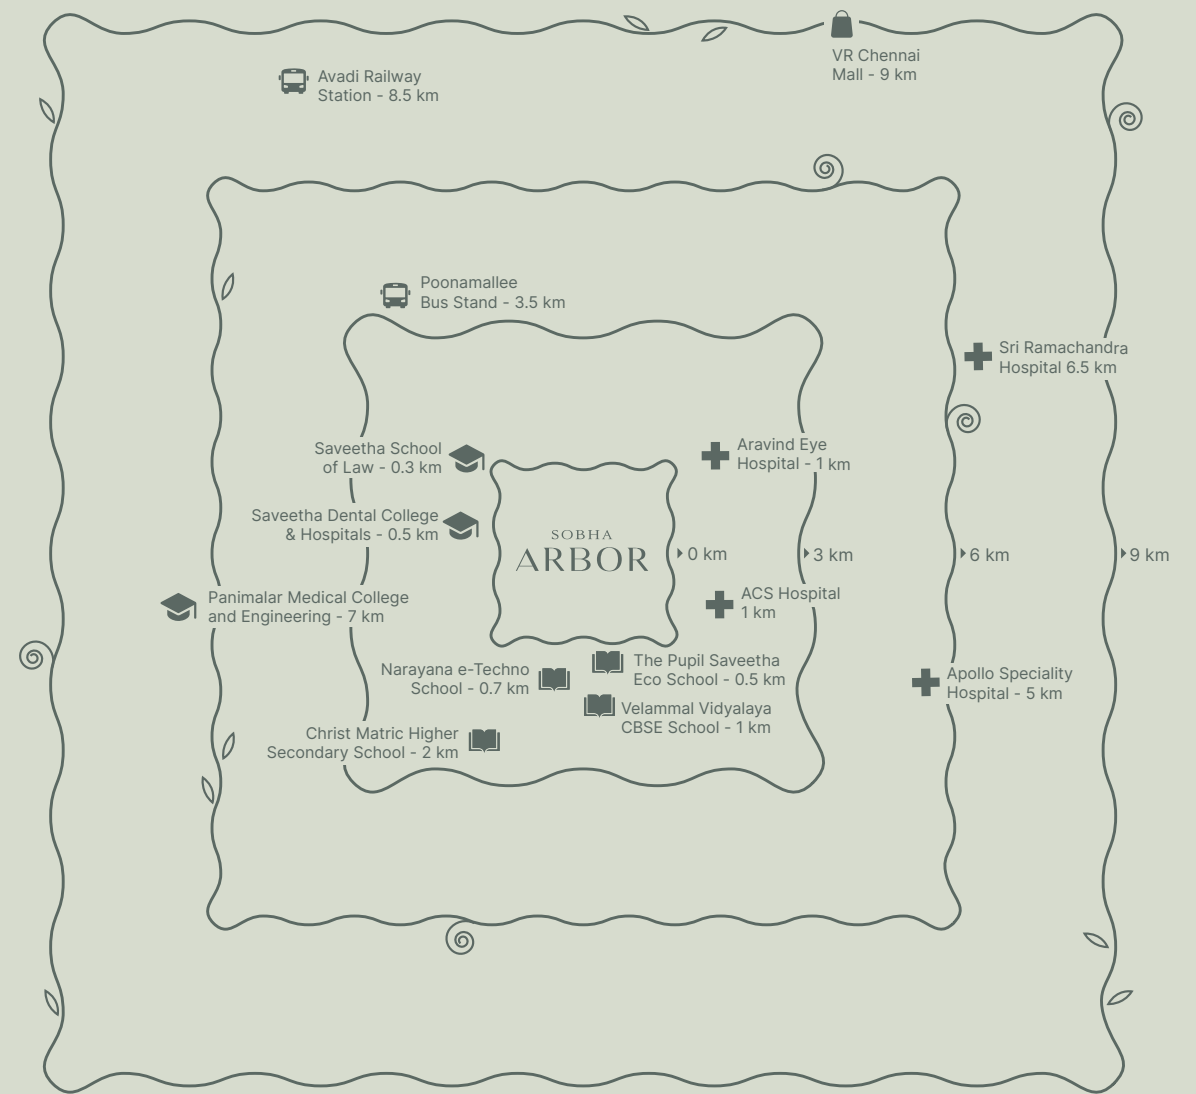 VR Chennai
Mall - 9 km
Avadi Railway
Station - 8.5 km
Poonamallee
Bus Stand - 3.5 km
Sri Ramachandra
Hospital 6.5 km
Saveetha School
of Law - 0.3 km
Aravind Eye
Hospital - 1 km
Saveetha Dental College
& Hospitals - 0.5 km
SOBHA
ARBOR
0 km
3 km
6 km
9 km
Panimalar Medical College
and Engineering - 7 km
ACS Hospital
1 km
Narayana e-Techno
School - 0.7 km
The Pupil Saveetha
Eco School - 0.5 km
Apollo Speciality
Hospital - 5 km
Velammal Vidyalaya
CBSE School - 1 km
Christ Matric Higher
Secondary School - 2 km